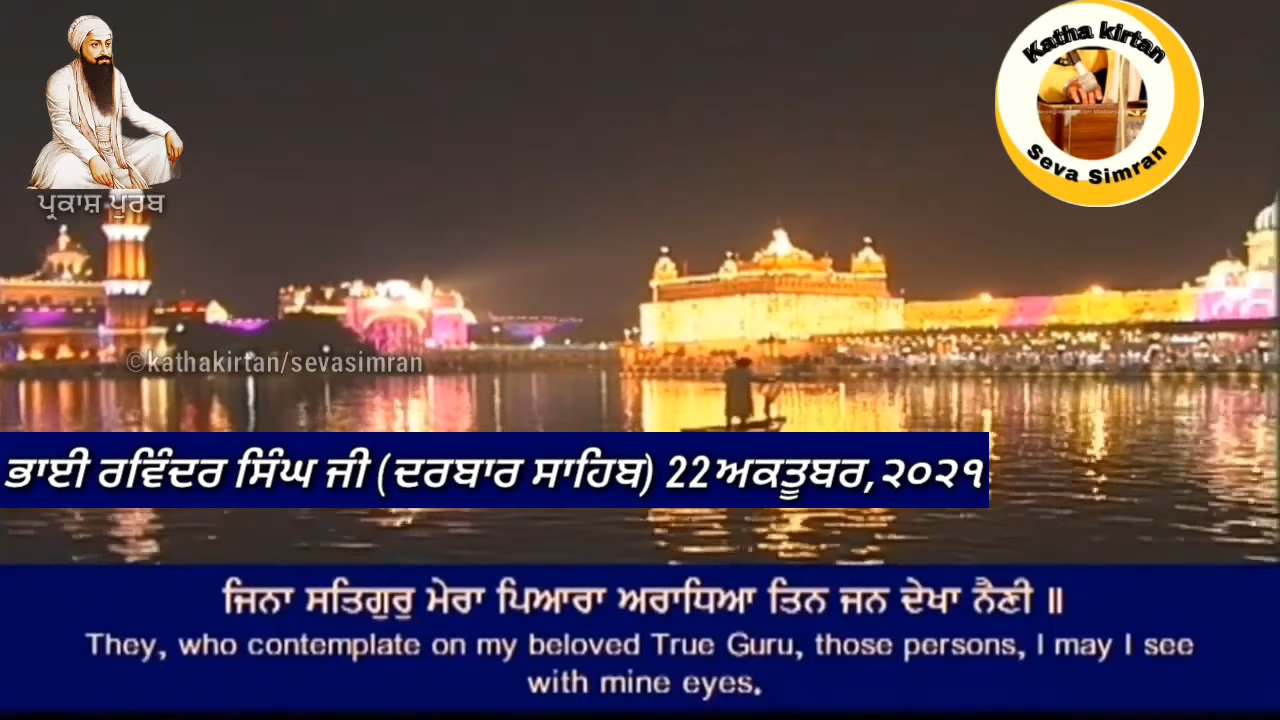 Katha kirtan
Seva Simran
ਪ੍ਰਕਾਸ਼ ਪੁਰਬ
©kathakirtan/sevasimran
ਭਾਈ ਰਵਿੰਦਰ ਸਿੰਘ ਜੀ (ਦਰਬਾਰ ਸਾਹਿਬ) 22ਅਕਤੂਬਰ,੨੦੨੧
ਜਿਨਾ ਸਤਿਗੁਰੁ ਮੇਰਾ ਪਿਆਰਾ ਅਰਾਧਿਆ ਤਿਨ ਜਨ ਦੇਖਾ ਨੈਣੀ ॥
They, who contemplate on my beloved True Guru, those persons, I may I see
with mine eyes.